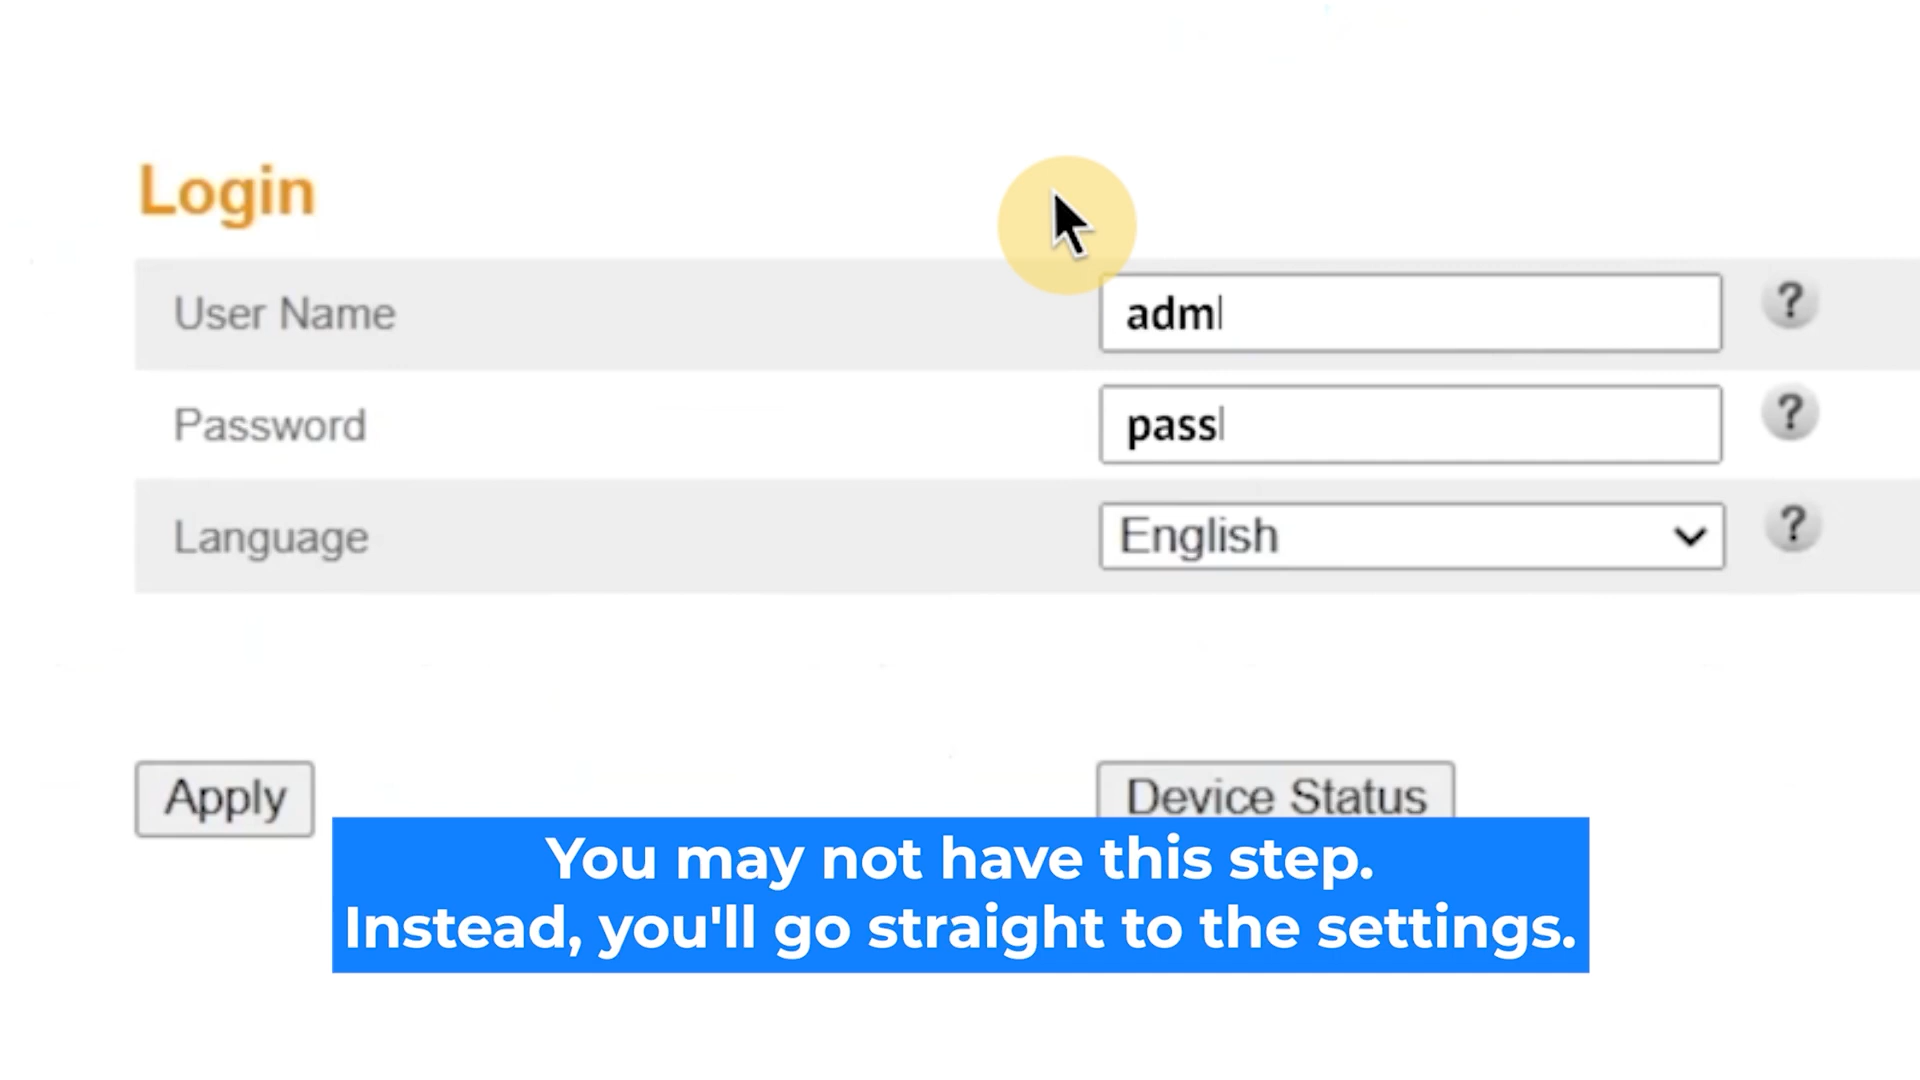 Login
User Name
adm
?
Password
pass
?
Language
English
?
Apply
Device Status
You may not have this step.
Instead, you'll go straight to the settings.